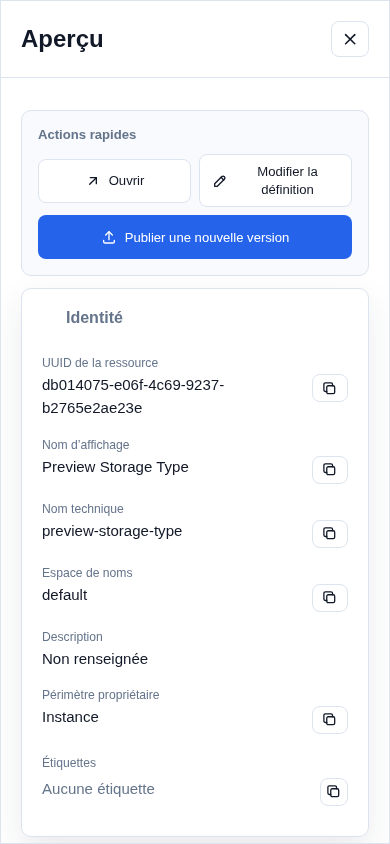 Aperçu
Actions rapides
Ouvrir
Modifier la
définition
Publier une nouvelle version
Identité
UUID de la ressource
db014075-e06f-4c69-9237-
b2765e2ae23e
Nom d’affichage
Preview Storage Type
Nom technique
preview-storage-type
Espace de noms
default
Description
Non renseignée
Périmètre propriétaire
Instance
Étiquettes
Aucune étiquette